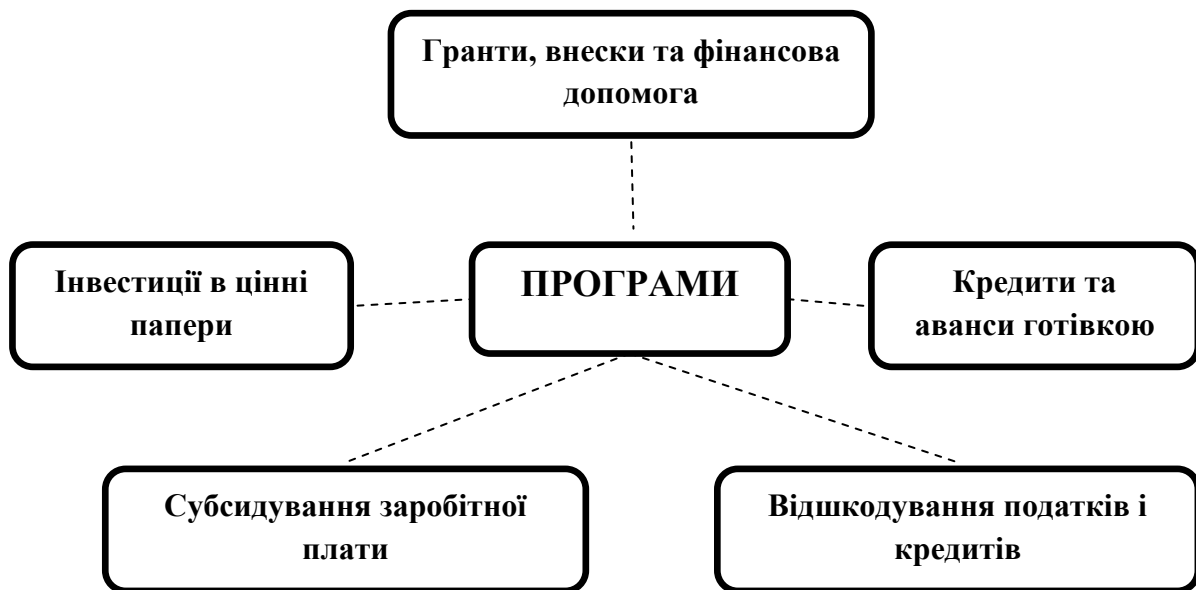 Гранти, внески та фінансова
допомога
Інвестиції в цінні
папери
ПРОГРАМИ
Кредити та
аванси готівкою
Субсидування заробітної
плати
Відшкодування податків і
кредитів